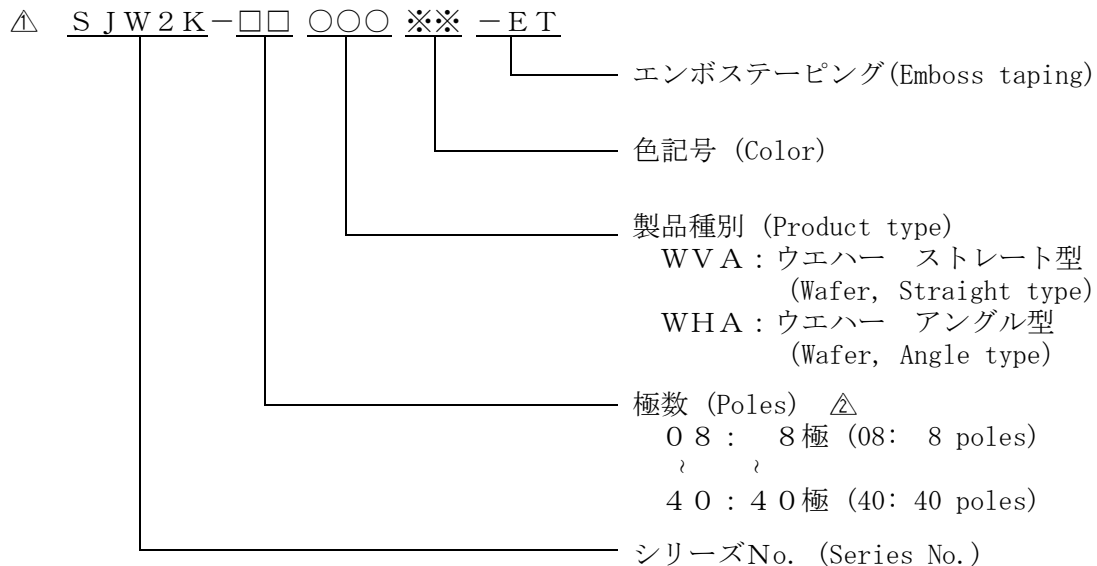 ⚠1 ＳＪＷ２Ｋ－□□ ○○○ ※※ －ＥＴ
エンボステーピング(Emboss taping)
色記号 (Color)
製品種別 (Product type)
ＷＶＡ：ウエハー　ストレート型
(Wafer, Straight type)
ＷＨＡ：ウエハー　アングル型
(Wafer, Angle type)
極数 (Poles) ⚠2
０８：　８極 (08: 8 poles)
～　～
４０：４０極 (40: 40 poles)
シリーズNo. (Series No.)